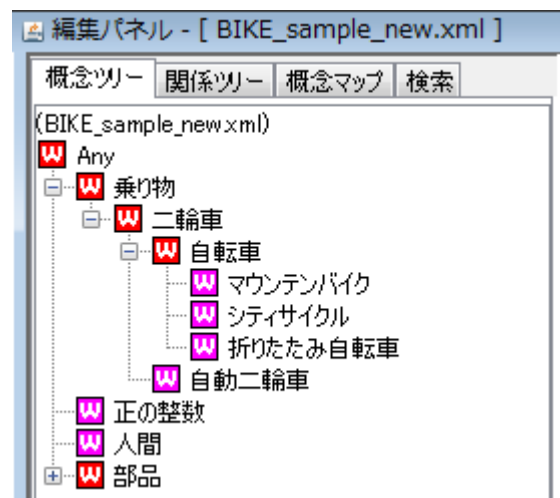 編集パネル - [ BIKE_sample_new.xml ]
概念ツリー 関係ツリー 概念マップ 検索
(BIKE_sample_new.xml)
W Any
W 乗り物
W 二輪車
W 自転車
W マウンテンバイク
W シティサイクル
W 折りたたみ自転車
W 自動二輪車
W 正の整数
W 人間
W 部品